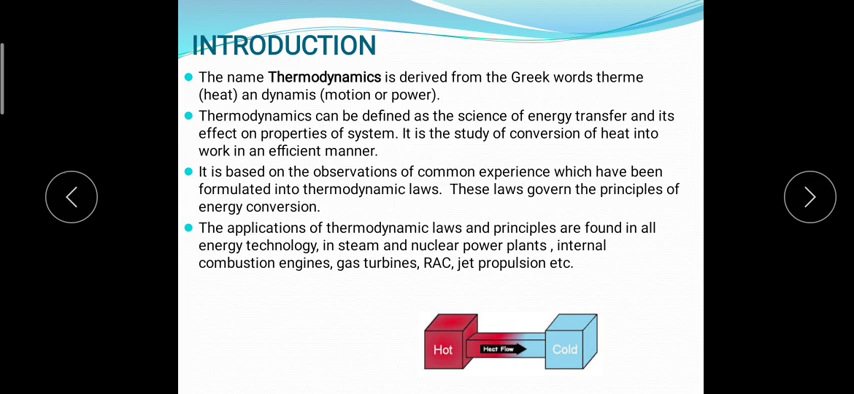 INTRODUCTION
The name Thermodynamics is derived from the Greek words therme
(heat) an dynamis (motion or power).
Thermodynamics can be defined as the science of energy transfer and its
effect on properties of system. It is the study of conversion of heat into
work in an efficient manner.
It is based on the observations of common experience which have been
formulated into thermodynamic laws.  These laws govern the principles of
energy conversion.
The applications of thermodynamic laws and principles are found in all
energy technology, in steam and nuclear power plants , internal
combustion engines, gas turbines, RAC, jet propulsion etc.
Hot
Heat Flow
Cold